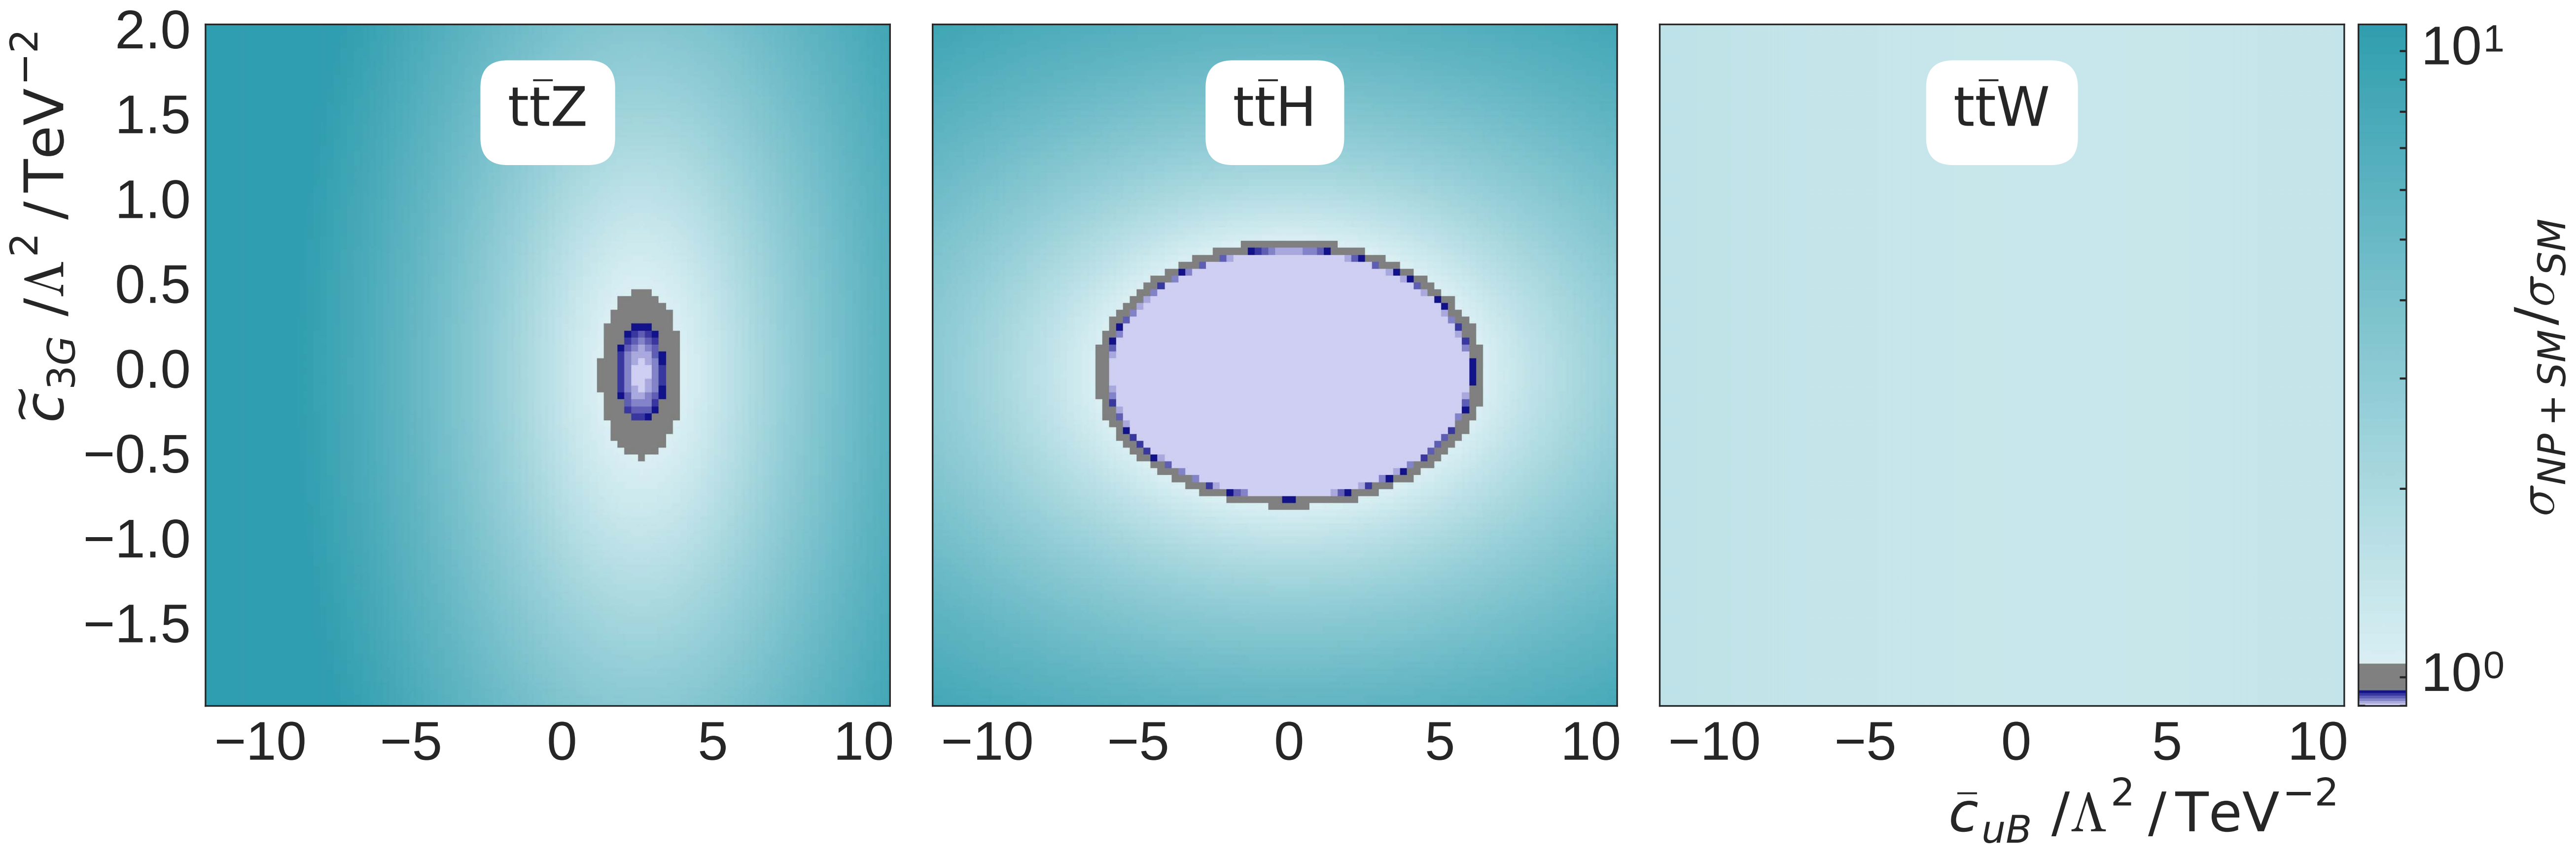 c̃₃G /Λ² / TeV⁻²
2.0
1.5
1.0
0.5
0.0
−0.5
−1.0
−1.5
tt̄Z
−10 −5 0 5 10
tt̄H
−10 −5 0 5 10
tt̄W
−10 −5 0 5 10
c̄uB /Λ² / TeV⁻²
10¹
10⁰
σNP+SM/σSM